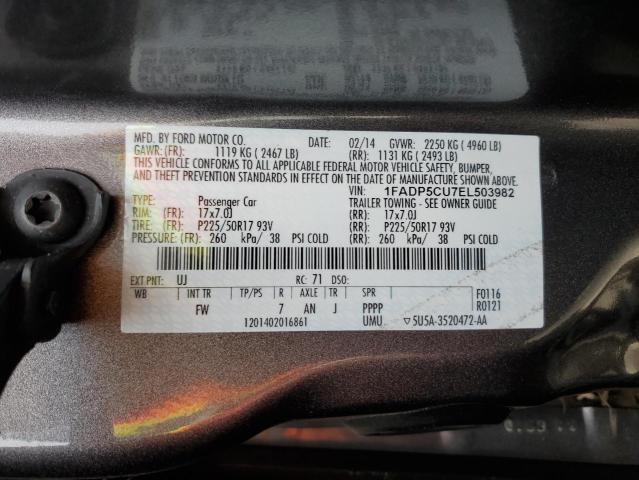 MFD. BY FORD MOTOR CO. DATE: 02/14 GVWR: 2250 KG ( 4960 LB)
GAWR: (FR): 1119 KG ( 2467 LB) (RR): 1131 KG ( 2493 LB)
THIS VEHICLE CONFORMS TO ALL APPLICABLE FEDERAL MOTOR VEHICLE SAFETY, BUMPER,
AND THEFT PREVENTION STANDARDS IN EFFECT ON THE DATE OF MANUFACTURE SHOWN ABOVE.
VIN: 1FADP5CU7EL503982
TYPE: Passenger Car TRAILER TOWING - SEE OWNER GUIDE
RIM: (FR): 17x7.0J (RR): 17x7.0J
TIRE: (FR): P225/50R17 93V (RR): P225/50R17 93V
PRESSURE: (FR): 260 kPa/ 38 PSI COLD (RR): 260 kPa/ 38 PSI COLD
EXT PNT: UJ RC: 71 DSO:
WB INT TR TP/PS R AXLE TR SPR F0116
FW 7 AN J PPPP R0121
1201402016861 UMU ▽5U5A-3520472-AA